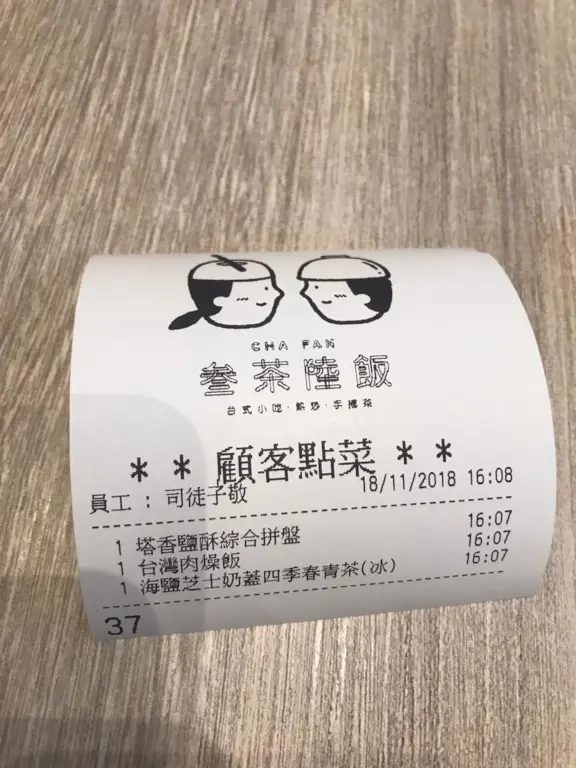 CHA FAN
叁茶陸飯
台式小吃·飯炒·手搖茶
＊ ＊ 顧客點菜 ＊ ＊
員工 : 司徒子敬 18/11/2018 16:08
1 塔香鹽酥綜合拼盤 16:07
1 台灣肉燥飯 16:07
1 海鹽芝士奶蓋四季春青茶(冰) 16:07
37